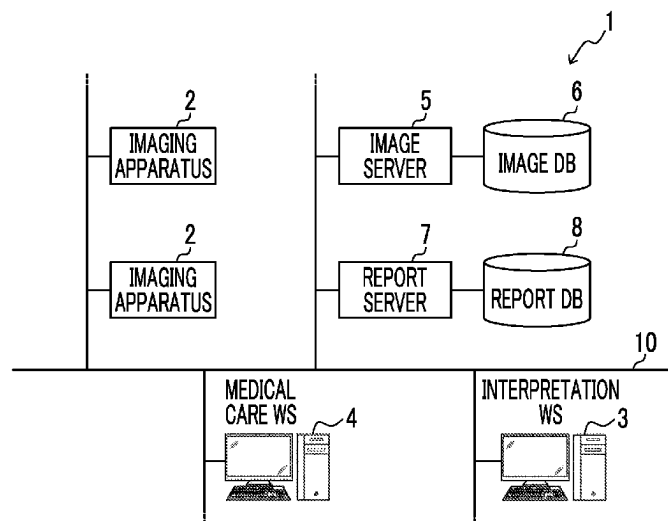 1
2
IMAGING
APPARATUS
5
IMAGE
SERVER
6
IMAGE DB
2
IMAGING
APPARATUS
7
REPORT
SERVER
8
REPORT DB
10
MEDICAL
CARE WS
4
INTERPRETATION
WS
3